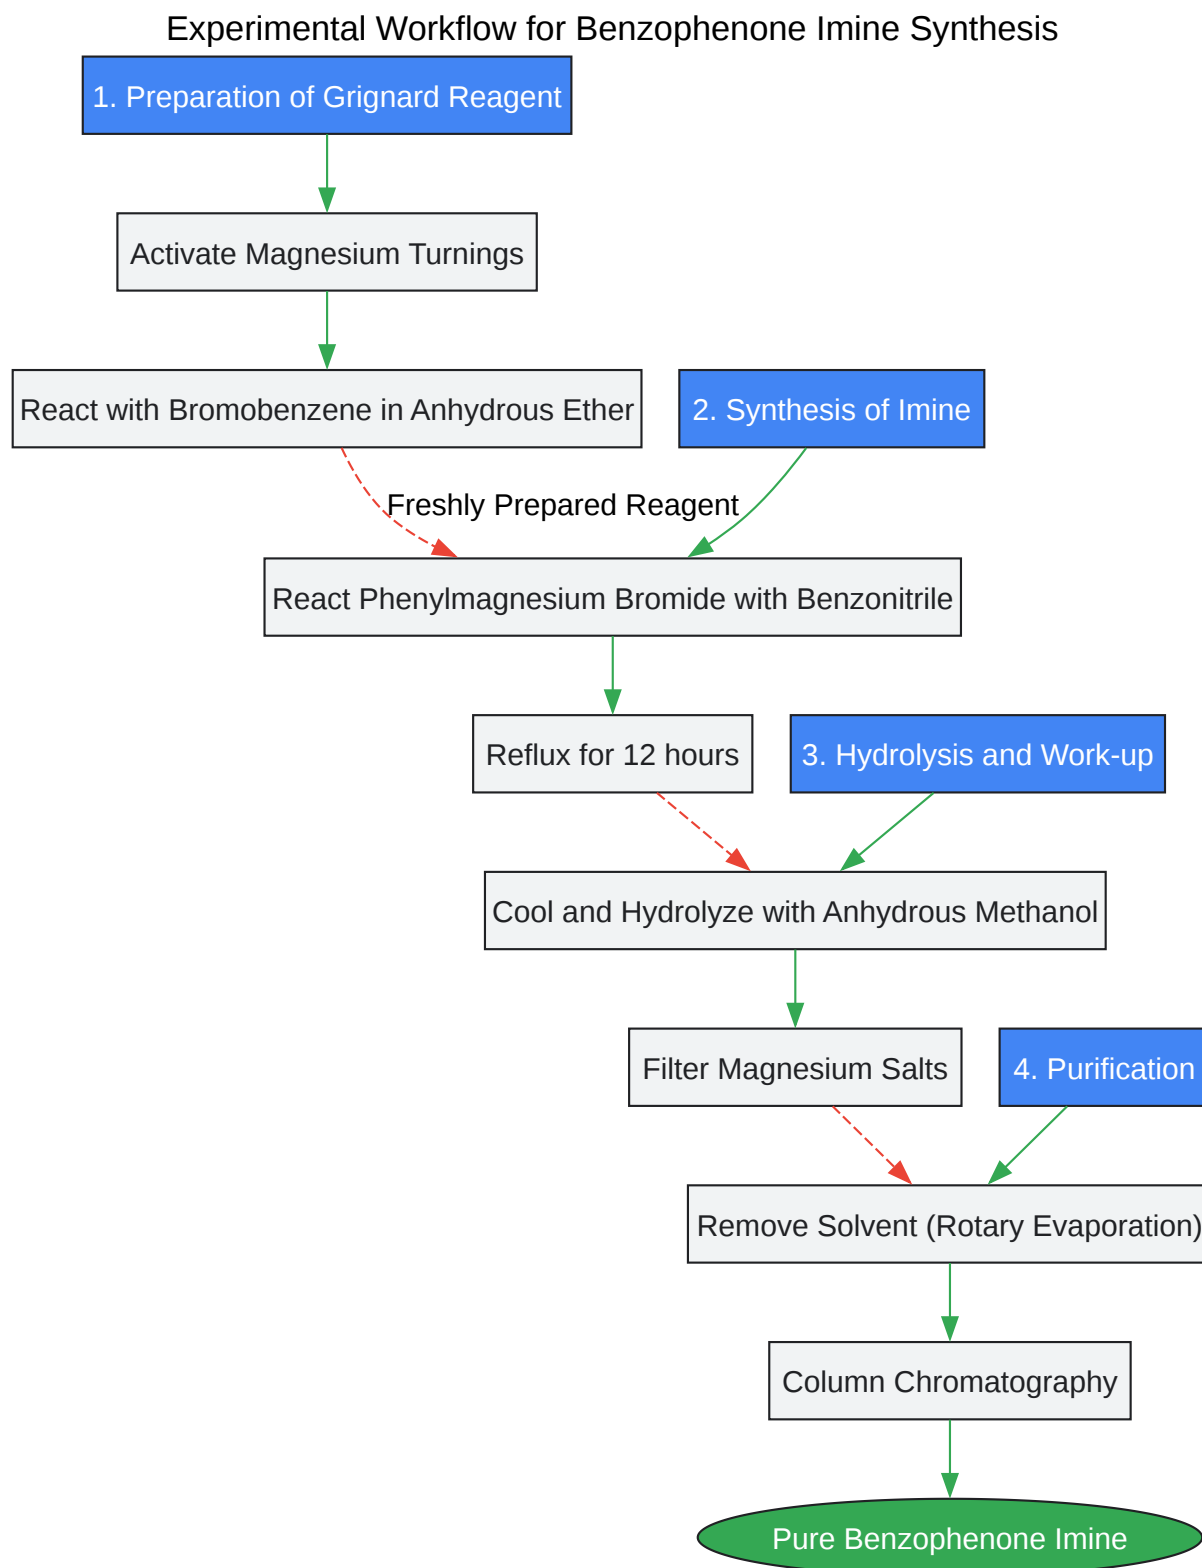 Experimental Workflow for Benzophenone Imine Synthesis
1. Preparation of Grignard Reagent
Activate Magnesium Turnings
React with Bromobenzene in Anhydrous Ether
2. Synthesis of Imine
Freshly Prepared Reagent
React Phenylmagnesium Bromide with Benzonitrile
Reflux for 12 hours
3. Hydrolysis and Work-up
Cool and Hydrolyze with Anhydrous Methanol
Filter Magnesium Salts
4. Purification
Remove Solvent (Rotary Evaporation)
Column Chromatography
Pure Benzophenone Imine